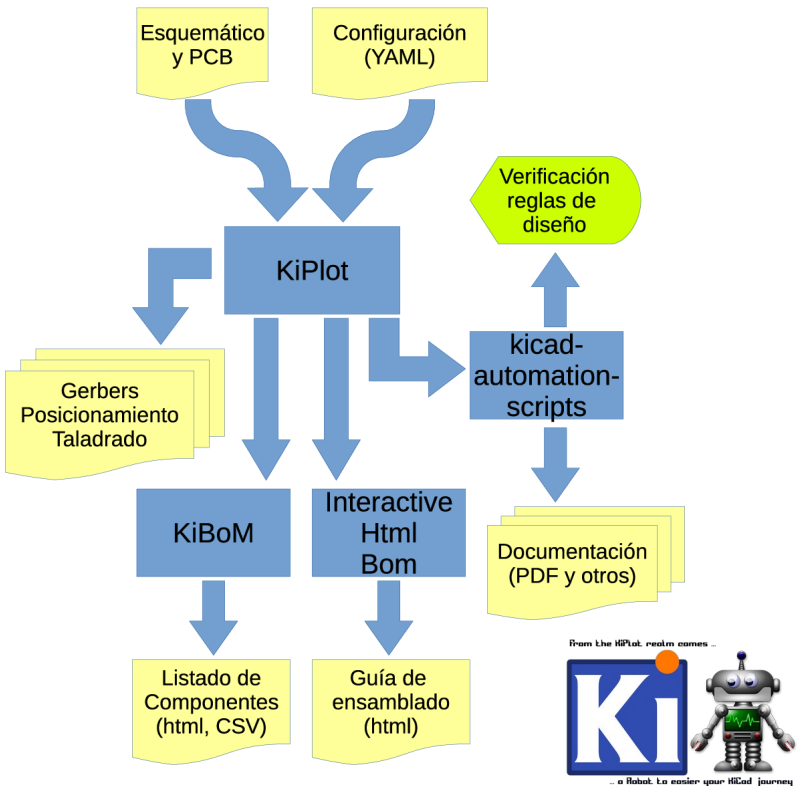 Esquemático
y PCB
Configuración
(YAML)
Verificación
reglas de
diseño
KiPlot
kicad-
automation-
scripts
Gerbers
Posicionamiento
Taladrado
KiBoM
Interactive
Html
Bom
Documentación
(PDF y otros)
Listado de
Componentes
(html, CSV)
Guía de
ensamblado
(html)
From the KiPlot realm comes ..
Ki
.. a Robot to easier your KiCad journey